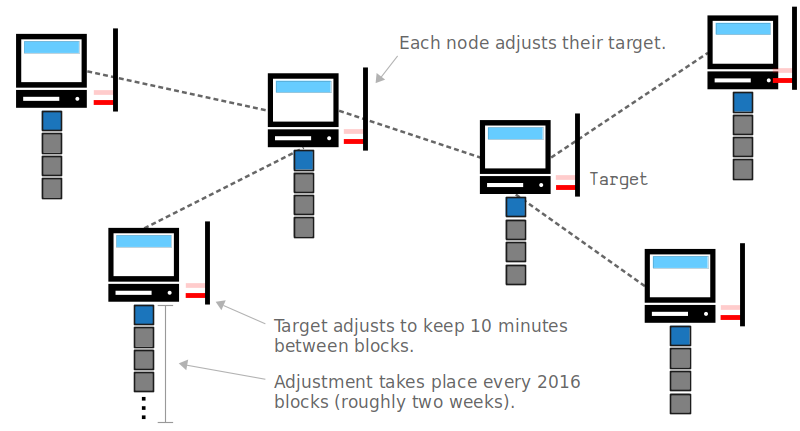 Each node adjusts their target.
Target
Target adjusts to keep 10 minutes
between blocks.
Adjustment takes place every 2016
blocks (roughly two weeks).